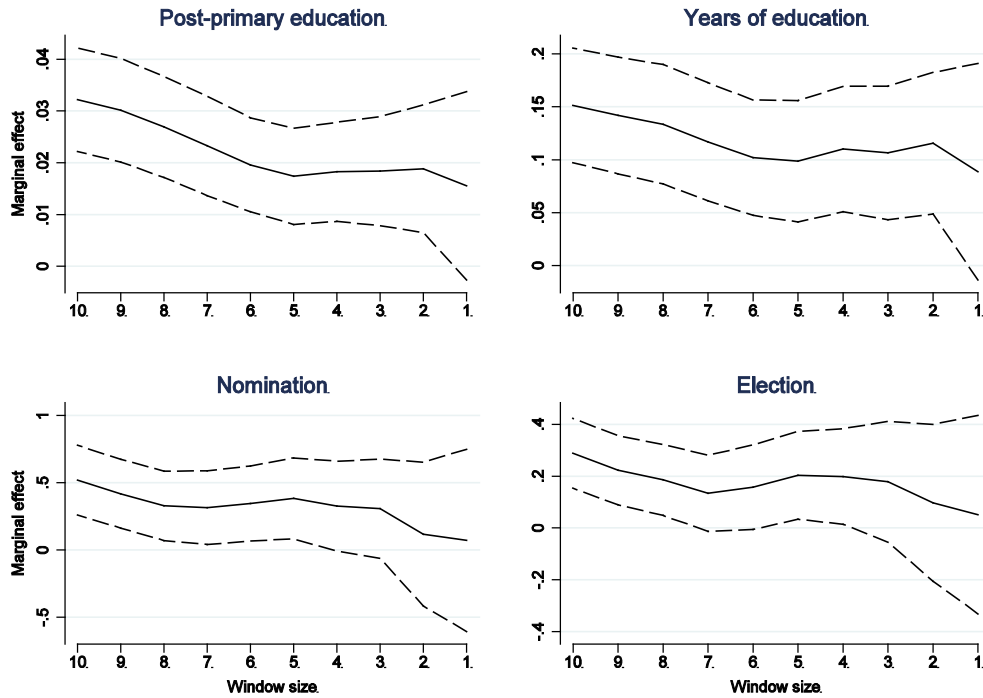 Post-primary education.
Marginal effect
.04
.03
.02
.01
0
10. 9. 8. 7. 6. 5. 4. 3. 2. 1.
Years of education.
.2
.15
.1
.05
0
10. 9. 8. 7. 6. 5. 4. 3. 2. 1.
Nomination.
Marginal effect
1
.5
0
-.5
10. 9. 8. 7. 6. 5. 4. 3. 2. 1.
Window size.
Election.
.4
.2
0
-.2
-.4
10. 9. 8. 7. 6. 5. 4. 3. 2. 1.
Window size.